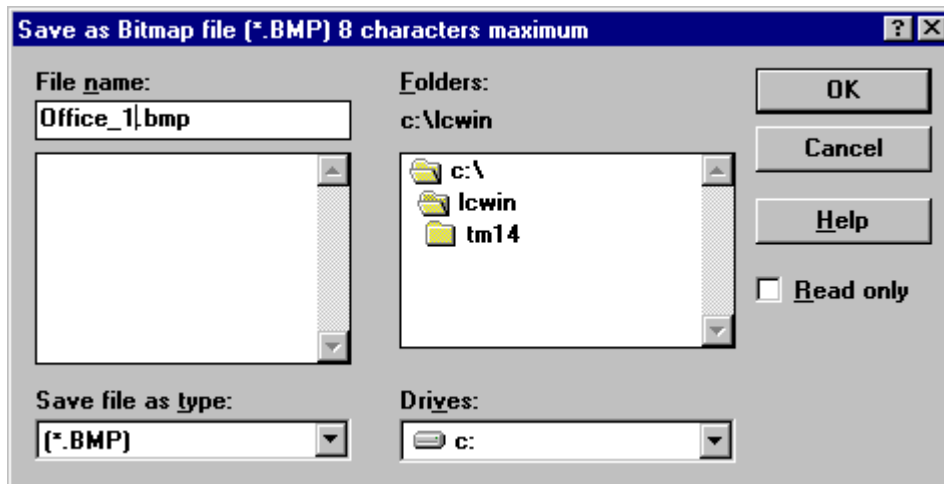 Save as Bitmap file (*.BMP) 8 characters maximum
File name:
Office_1.bmp
Folders:
c:\lcwin
c:\
lcwin
tm14
OK
Cancel
Help
Read only
Save file as type:
(*.BMP)
Drives:
c: